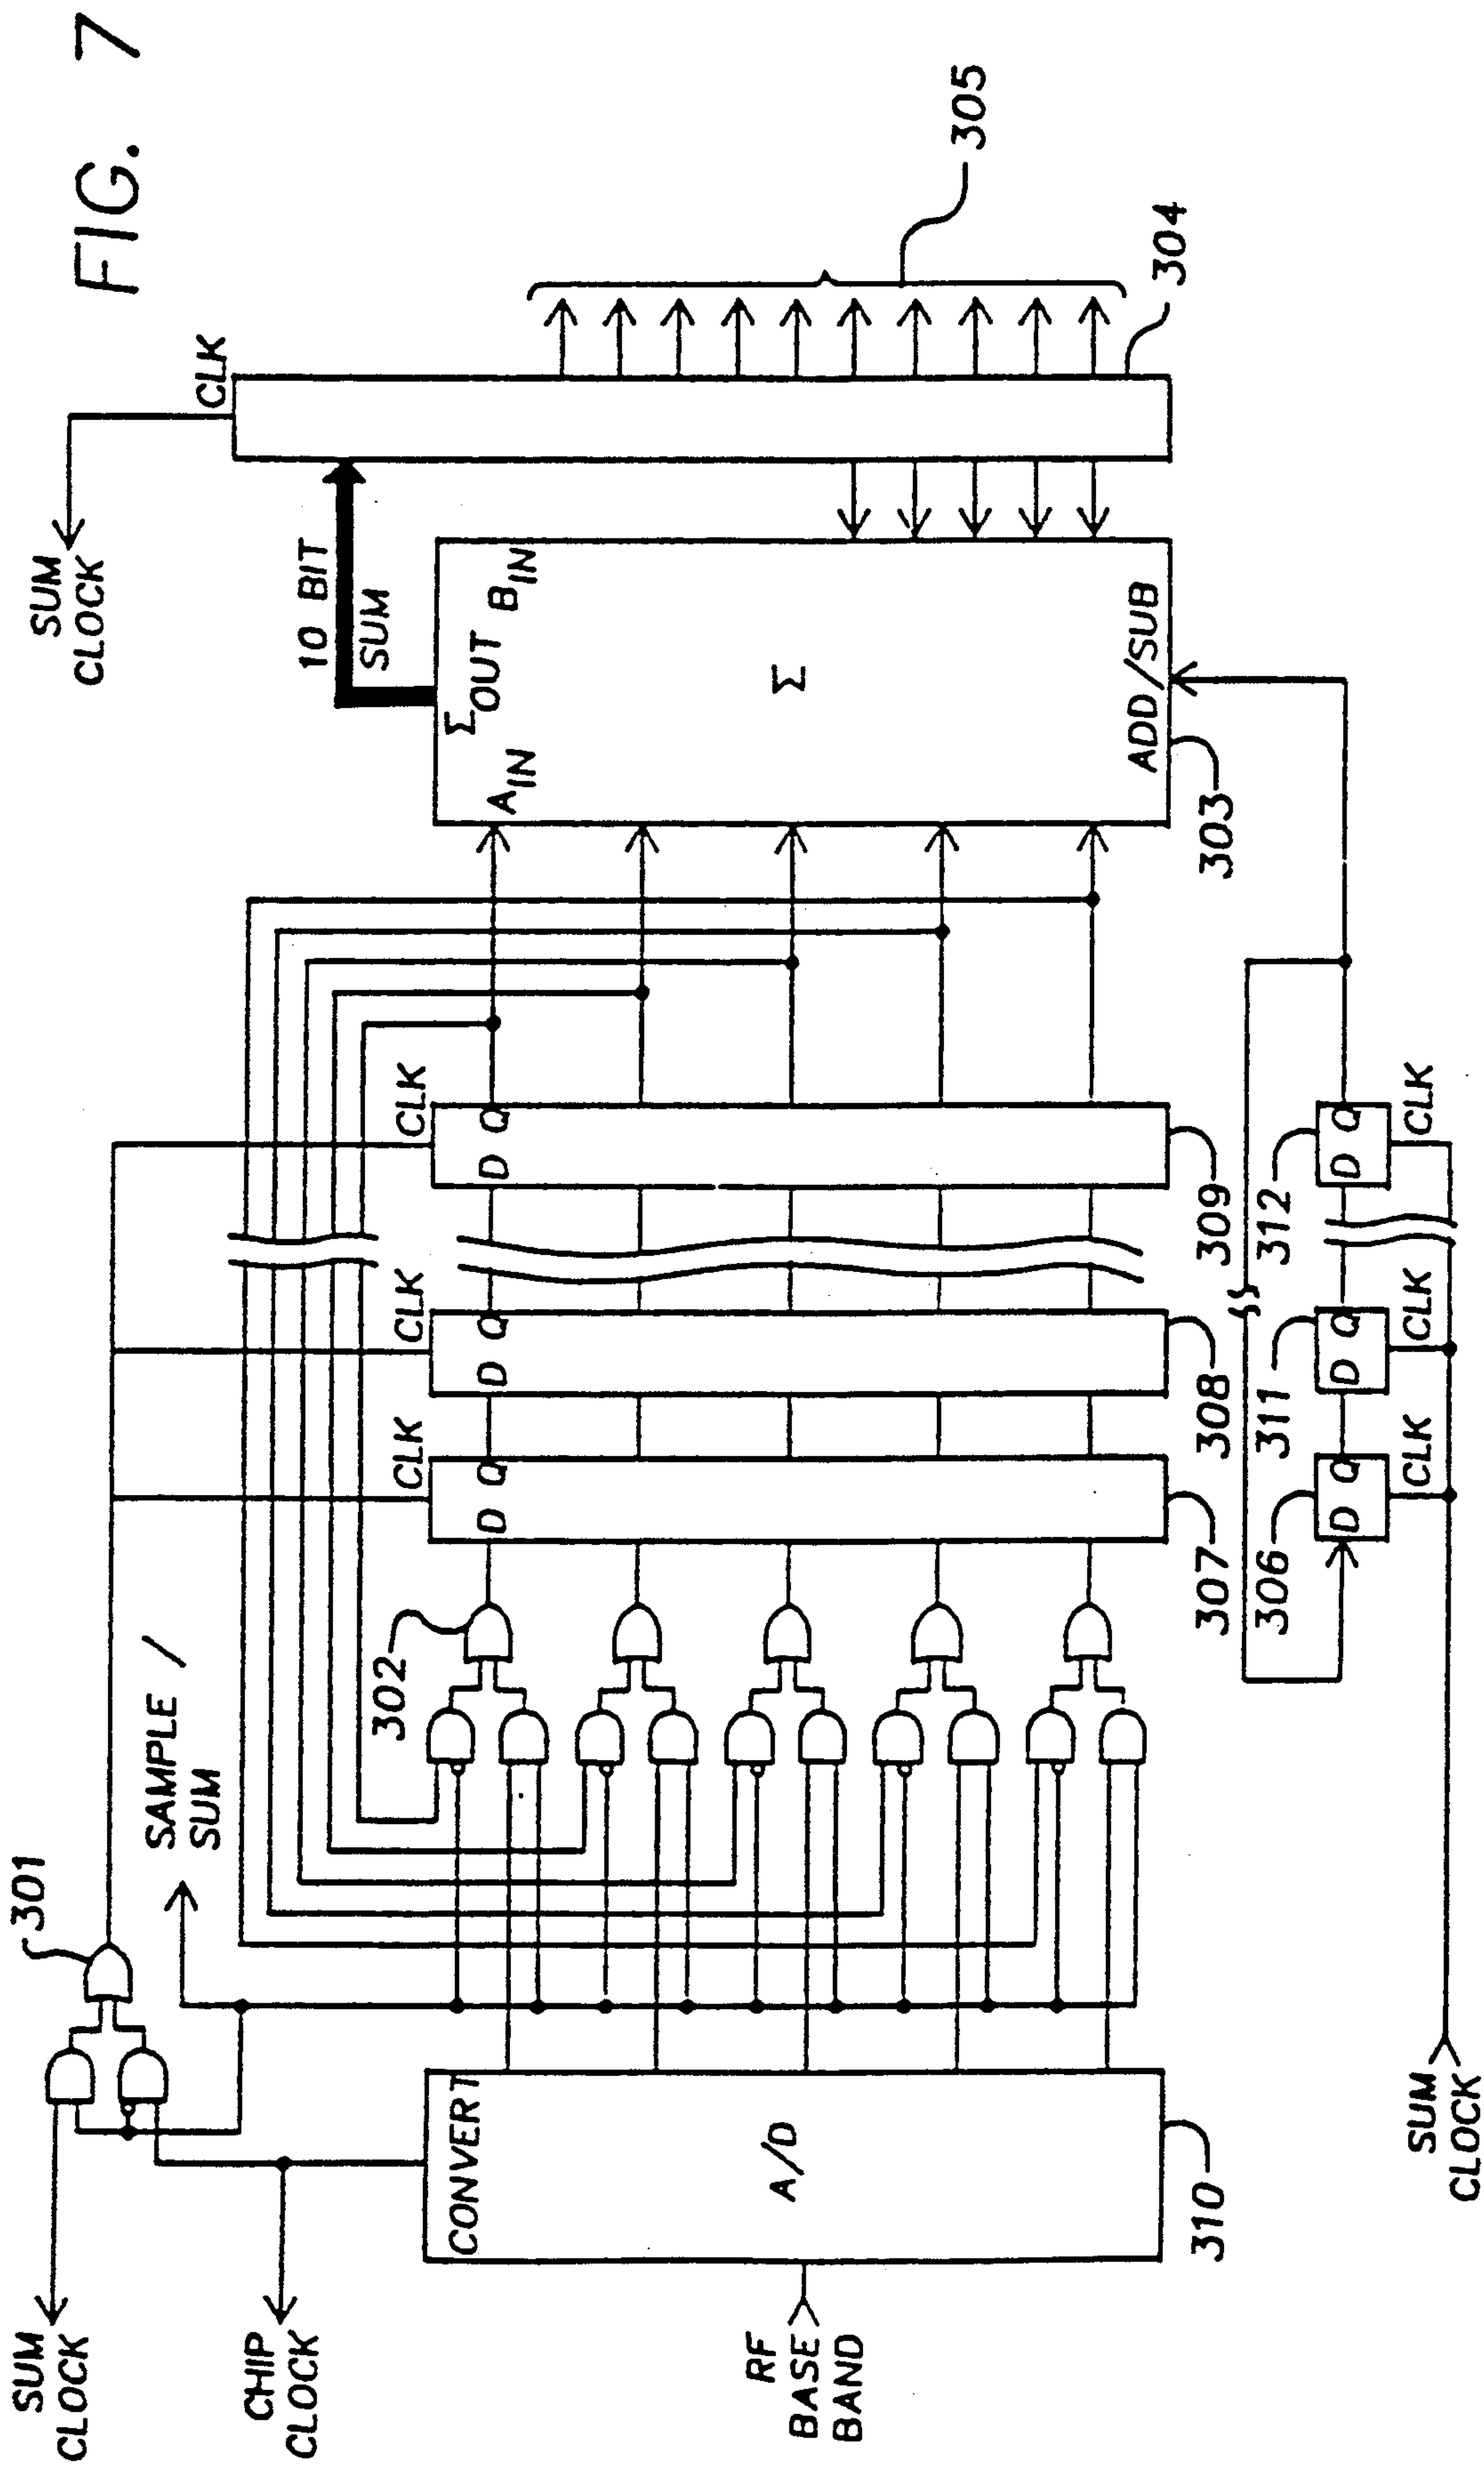 FIG. 7
SUM
CLOCK
CHIP
CLOCK
301
SAMPLE /
SUM
SUM
CLOCK
10 BIT
SUM
CLK
305
304
302
CLK
D Q
CLK
D Q
CLK
D Q
ΣOUT
AIN
BIN
Σ
ADD/SUB
303
CONVERT
A/D
310
RF
BASE
BAND
307
308
309
306
311
312
D Q
D Q
D Q
CLK
CLK
CLK
SUM
CLOCK